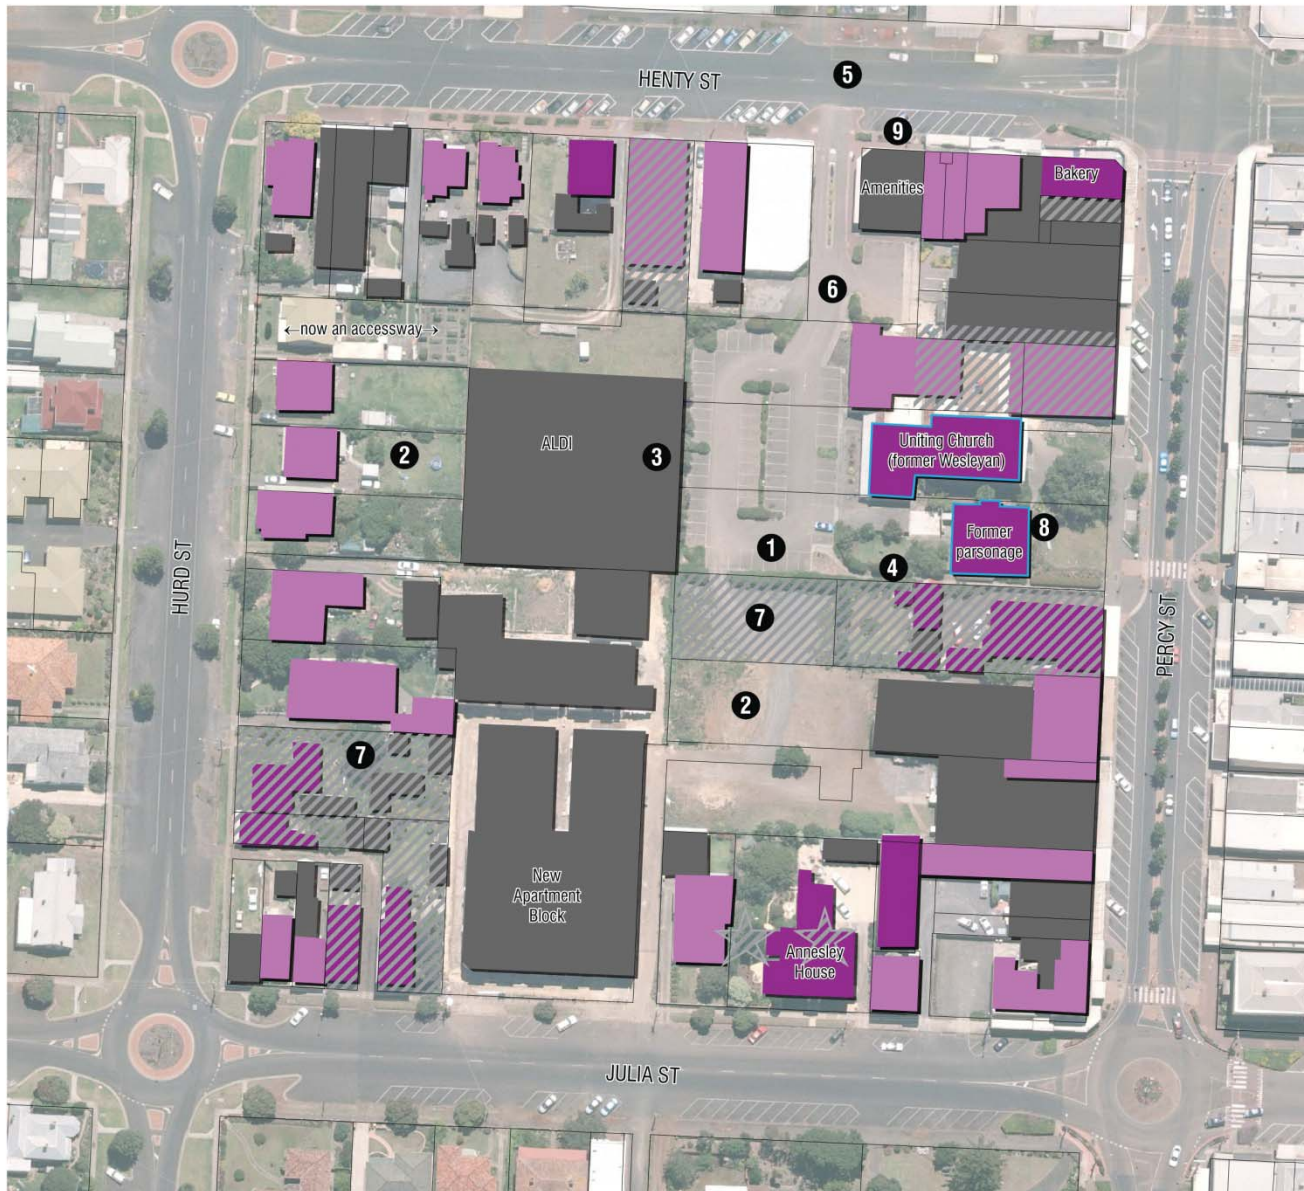 HENTY ST
5
9
Amenities
Bakery
6
←now an accessway→
ALDI
2
3
Uniting Church
(former Wesleyan)
Former
parsonage
8
1
4
HURD ST
7
PERCY ST
2
7
New
Apartment
Block
Annesley
House
JULIA ST